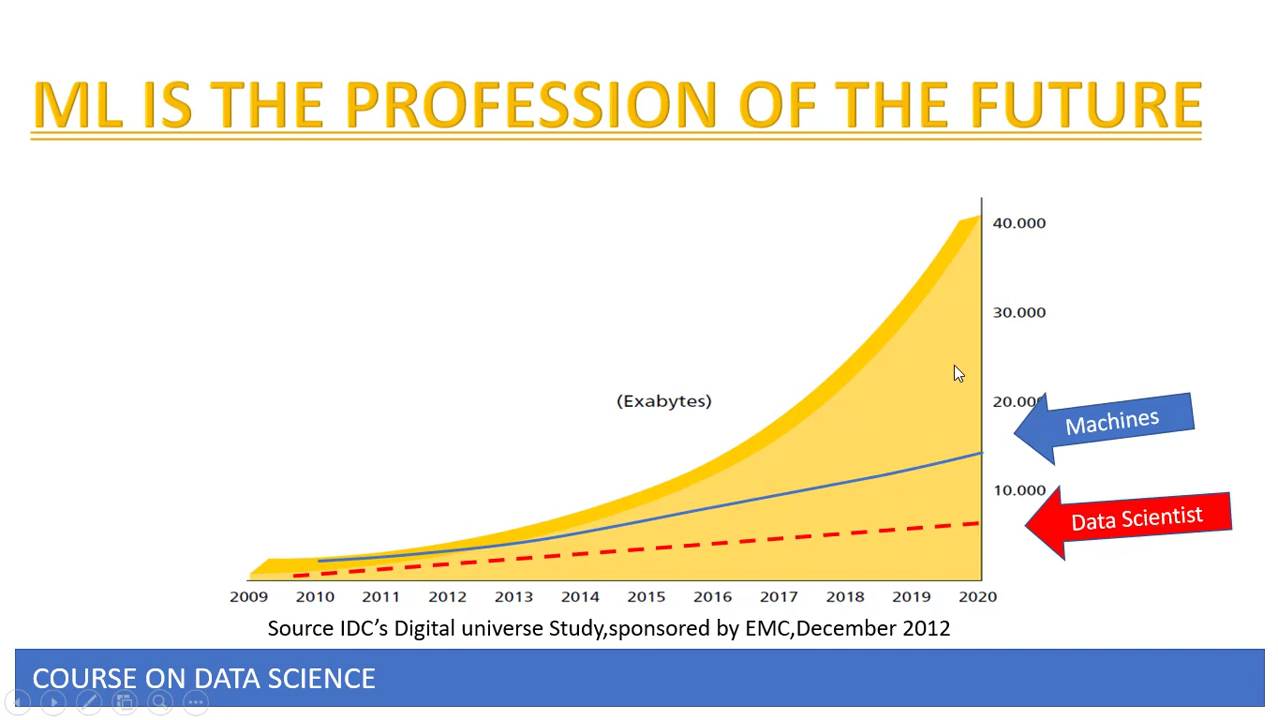 ML IS THE PROFESSION OF THE FUTURE
40.000
30.000
(Exabytes)
20.000
Machines
10.000
Data Scientist
2009 2010 2011 2012 2013 2014 2015 2016 2017 2018 2019 2020
Source IDC’s Digital universe Study,sponsored by EMC,December 2012
COURSE ON DATA SCIENCE